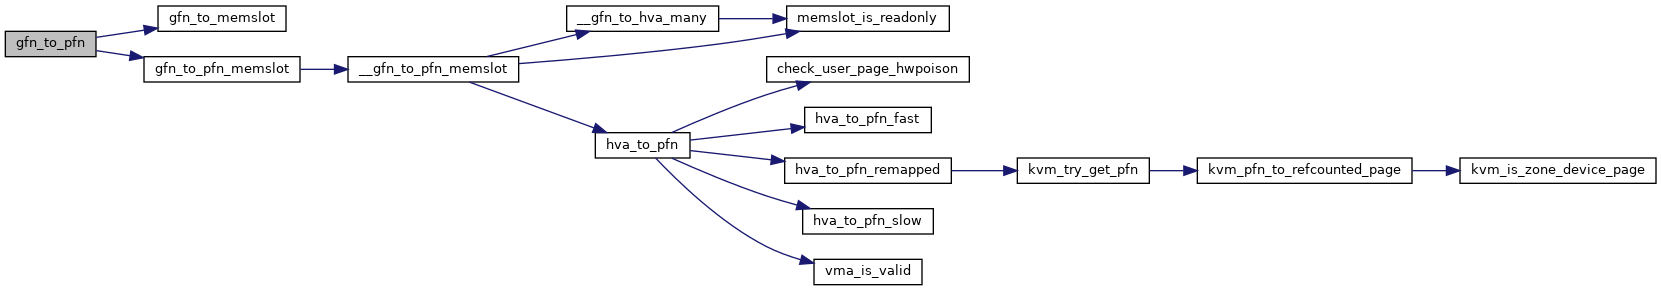 gfn_to_pfn
gfn_to_memslot
gfn_to_pfn_memslot
__gfn_to_pfn_memslot
__gfn_to_hva_many
memslot_is_readonly
hva_to_pfn
check_user_page_hwpoison
hva_to_pfn_fast
hva_to_pfn_remapped
kvm_try_get_pfn
kvm_pfn_to_refcounted_page
kvm_is_zone_device_page
hva_to_pfn_slow
vma_is_valid